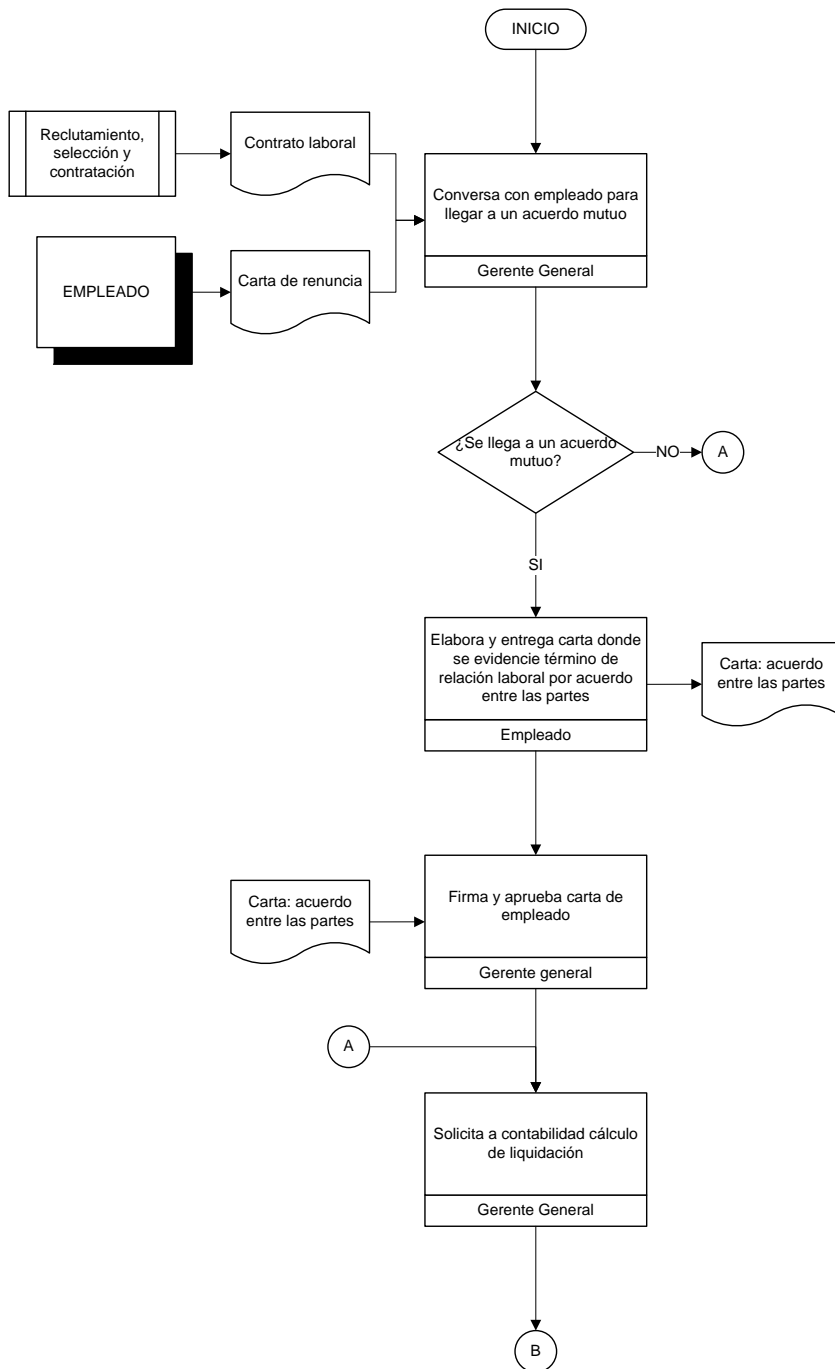 INICIO
Reclutamiento,
selección y
contratación
Contrato laboral
Conversa con empleado para
llegar a un acuerdo mutuo
Gerente General
EMPLEADO
Carta de renuncia
¿Se llega a un acuerdo
mutuo?
NO
A
SI
Elabora y entrega carta donde
se evidencie término de
relación laboral por acuerdo
entre las partes
Empleado
Carta: acuerdo
entre las partes
Carta: acuerdo
entre las partes
Firma y aprueba carta de
empleado
Gerente general
A
Solicita a contabilidad cálculo
de liquidación
Gerente General
B